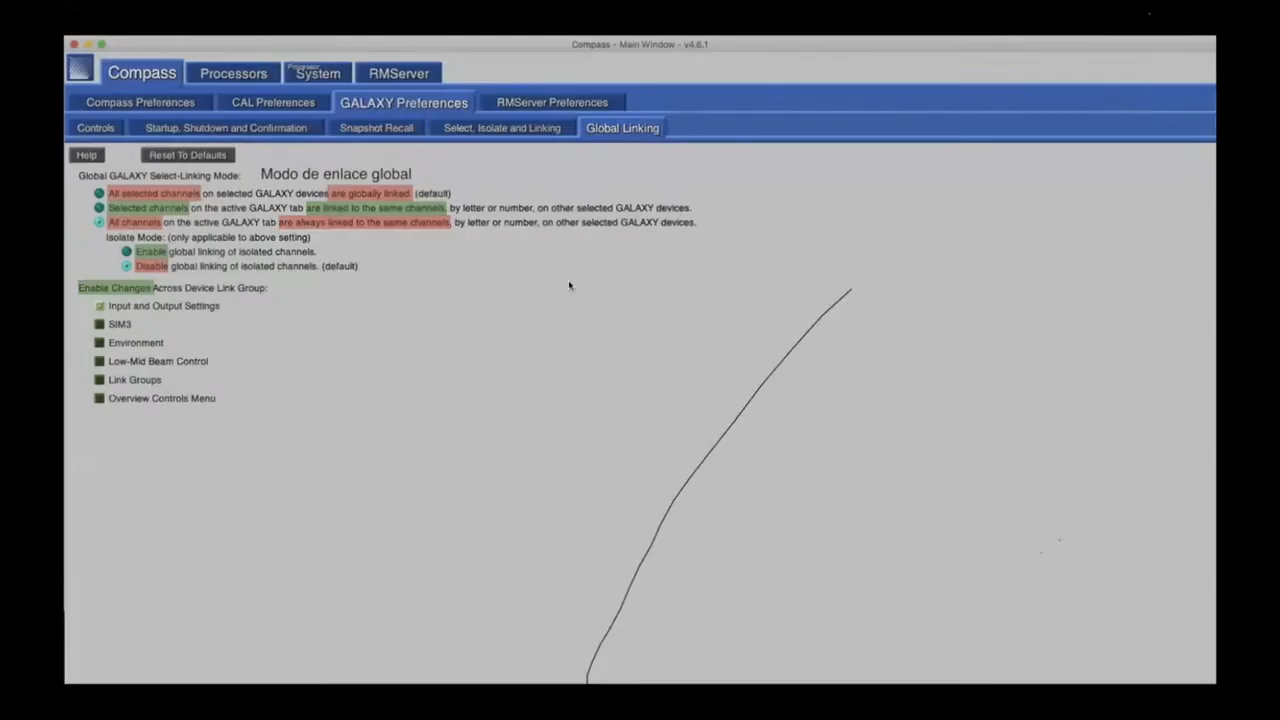 Compass - Main Window - v4.6.1
Compass Processors Processor System RMServer
Compass Preferences CAL Preferences GALAXY Preferences RMServer Preferences
Controls Startup, Shutdown and Confirmation Snapshot Recall Select, Isolate and Linking Global Linking
Help Reset To Defaults
Global GALAXY Select-Linking Mode: Modo de enlace global
All selected channels on selected GALAXY devices are globally linked. (default)
Selected channels on the active GALAXY tab are linked to the same channels, by letter or number, on other selected GALAXY devices.
All channels on the active GALAXY tab are always linked to the same channels, by letter or number, on other selected GALAXY devices.
Isolate Mode: (only applicable to above setting)
Enable global linking of isolated channels.
Disable global linking of isolated channels. (default)
Enable Changes Across Device Link Group:
Input and Output Settings
SIM3
Environment
Low-Mid Beam Control
Link Groups
Overview Controls Menu